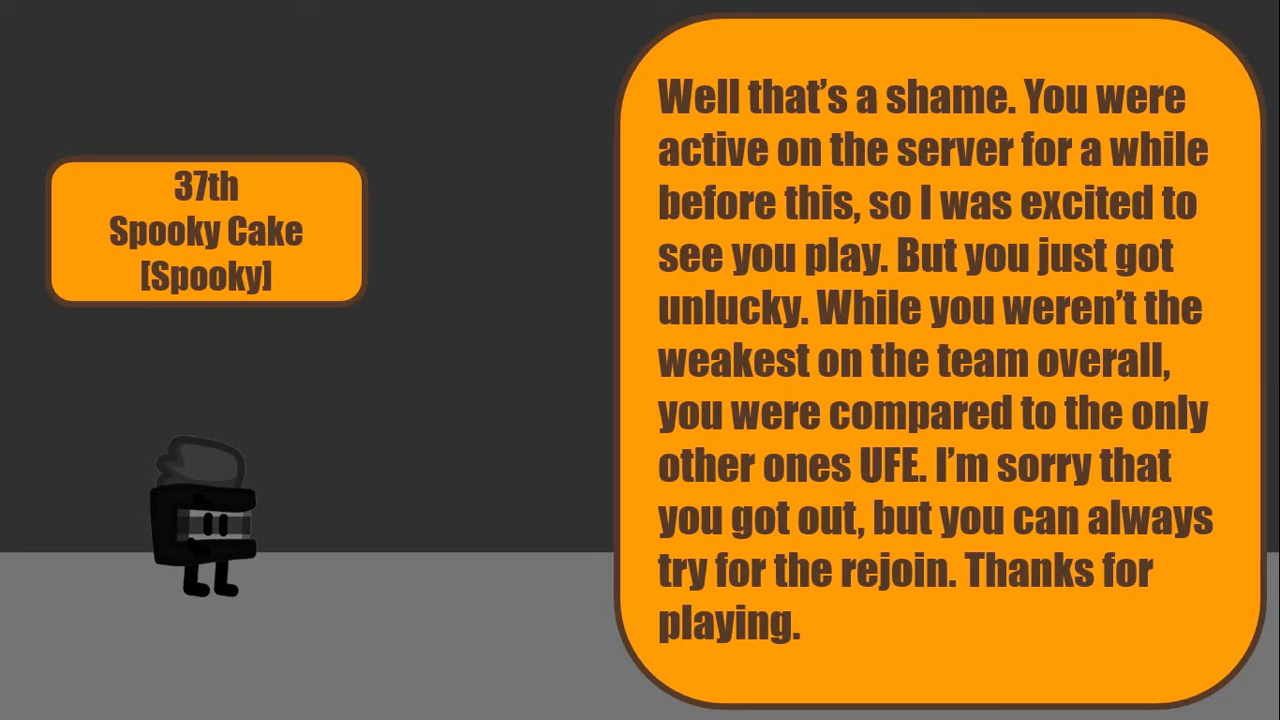 37th
Spooky Cake
[Spooky]
Well that’s a shame. You were
active on the server for a while
before this, so I was excited to
see you play. But you just got
unlucky. While you weren’t the
weakest on the team overall,
you were compared to the only
other ones UFE. I’m sorry that
you got out, but you can always
try for the rejoin. Thanks for
playing.